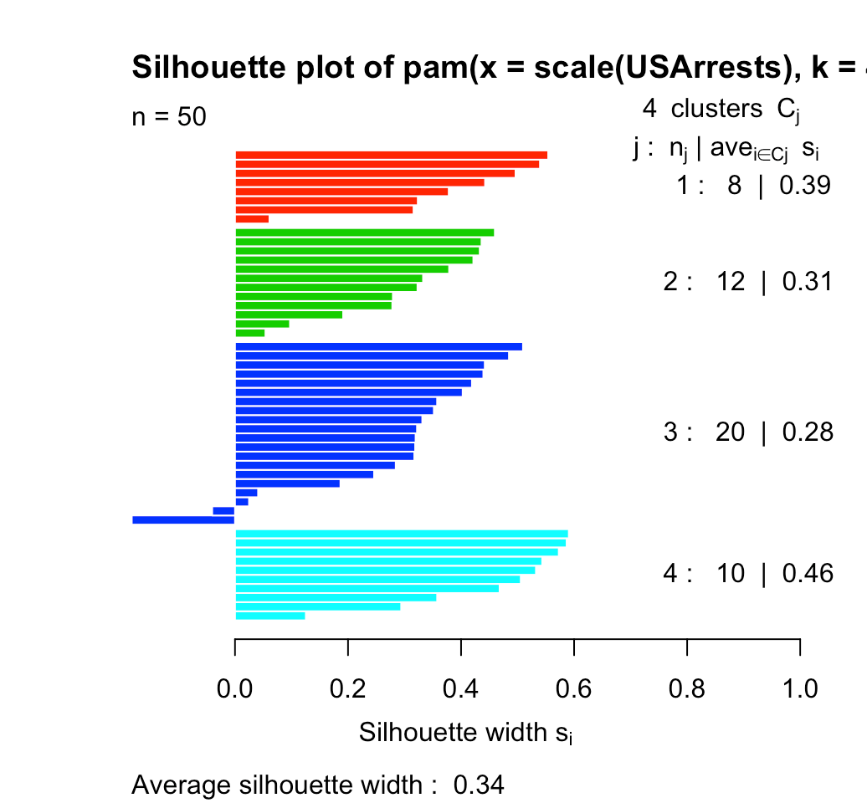 Silhouette plot of pam(x = scale(USArrests), k =
n = 50
4 clusters Cj
j : nj | avei∈Cj si
1 : 8 | 0.39
2 : 12 | 0.31
3 : 20 | 0.28
4 : 10 | 0.46
0.0 0.2 0.4 0.6 0.8 1.0
Silhouette width si
Average silhouette width : 0.34